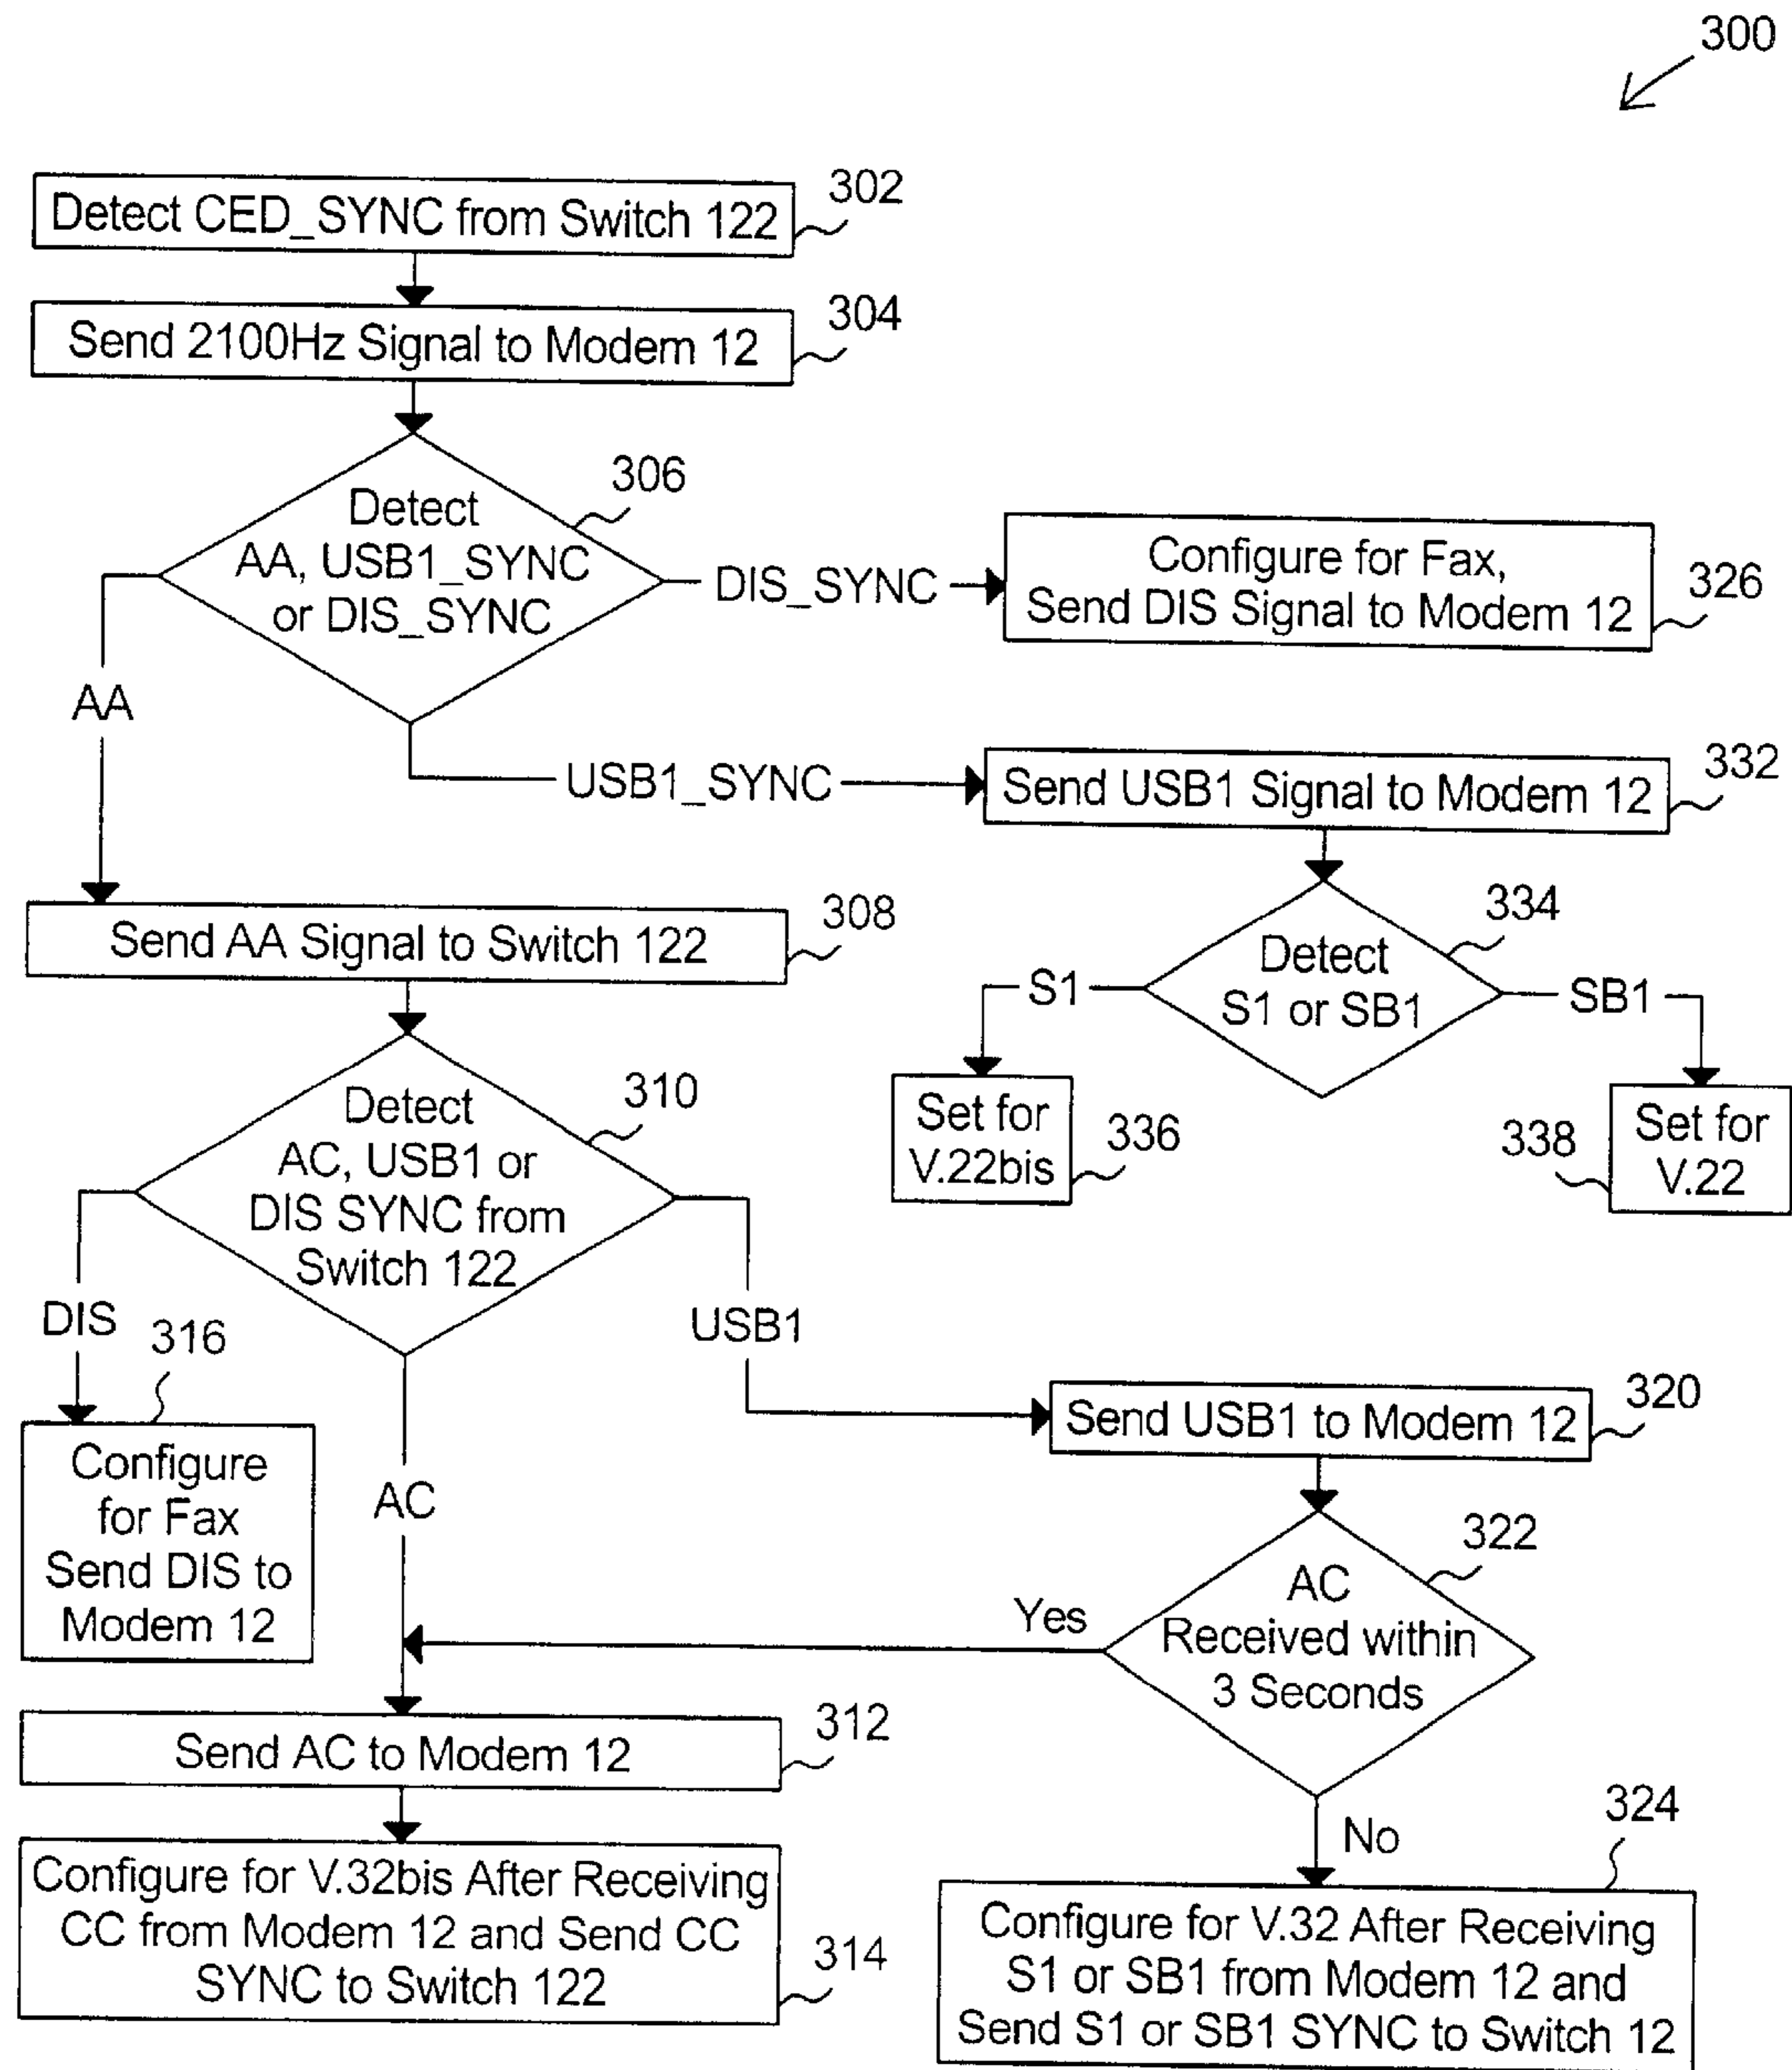 300
Detect CED_SYNC from Switch 122
302
Send 2100Hz Signal to Modem 12
304
Detect
AA, USB1_SYNC
or DIS_SYNC
306
DIS_SYNC
Configure for Fax,
Send DIS Signal to Modem 12
326
AA
USB1_SYNC
Send USB1 Signal to Modem 12
332
Send AA Signal to Switch 122
308
Detect
S1 or SB1
334
S1
SB1
Set for
V.22bis
336
Set for
V.22
338
Detect
AC, USB1 or
DIS SYNC from
Switch 122
310
DIS
316
AC
USB1
Configure
for Fax
Send DIS to
Modem 12
Send USB1 to Modem 12
320
AC
Received within
3 Seconds
322
Yes
No
Send AC to Modem 12
312
Configure for V.32bis After Receiving
CC from Modem 12 and Send CC
SYNC to Switch 122
314
324
Configure for V.32 After Receiving
S1 or SB1 from Modem 12 and
Send S1 or SB1 SYNC to Switch 12